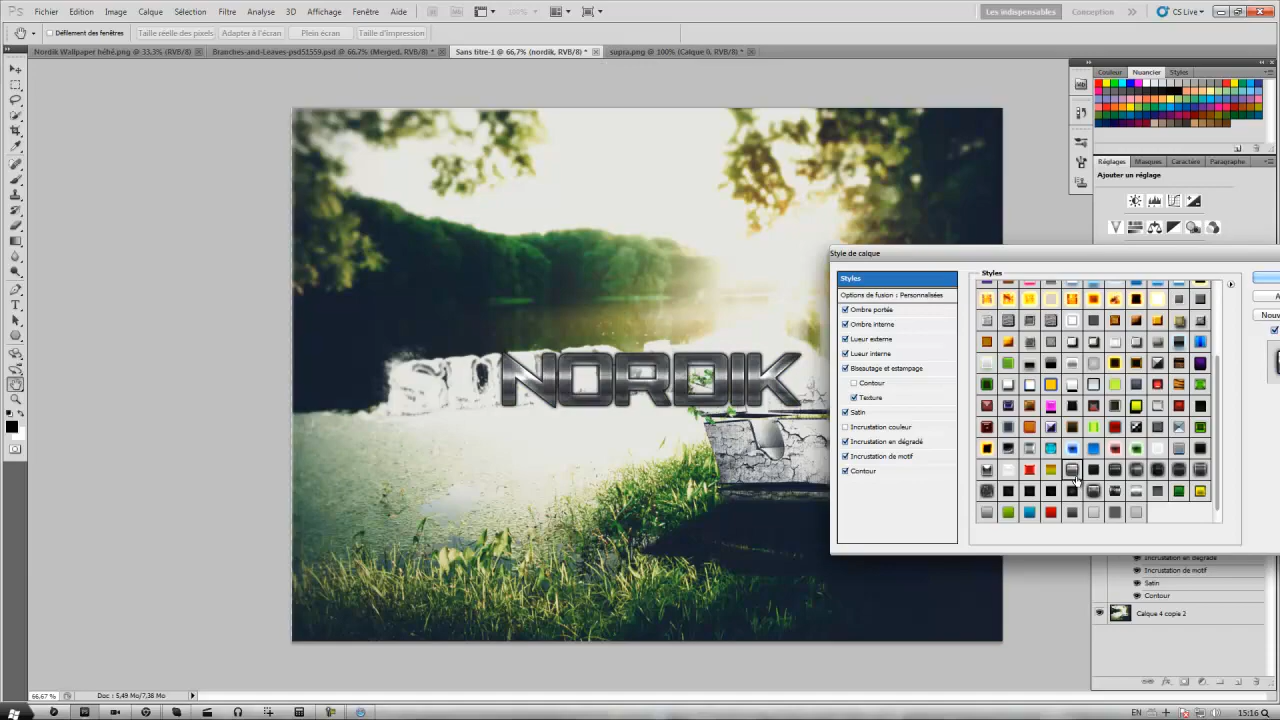 Ps Fichier Edition Image Calque Sélection Filtre Analyse 3D Affichage Fenêtre Aide Mb 100% Les indispensables Conception CS Live
Défilement des fenêtres Taille réelle des pixels Adapter à l'écran Plein écran Taille d'impression
Nordik Wallpaper héhé.png @ 33,3% (RVB/8) Branches-and-Leaves-psd51559.psd @ 66,7% (Merged, RVB/8) * Sans titre-1 @ 66,7% (nordik, RVB/8) * supra.png @ 100% (Calque 0, RVB/8) *
Couleur Nuancier Styles
Réglages Masques Caractère Paragraphe
Ajouter un réglage
Style de calque
Styles
Options de fusion : Personnalisées
Ombre portée
Ombre interne
Lueur externe
Lueur interne
Biseautage et estampage
Contour
Texture
Satin
Incrustation couleur
Incrustation en dégradé
Incrustation de motif
Contour
Styles
A
Nouv
NORDIK
Incrustation en dégradé
Incrustation de motif
Satin
Contour
Calque 4 copie 2
66,67 % Doc : 5,49 Mo/7,38 Mo
EN 15:16